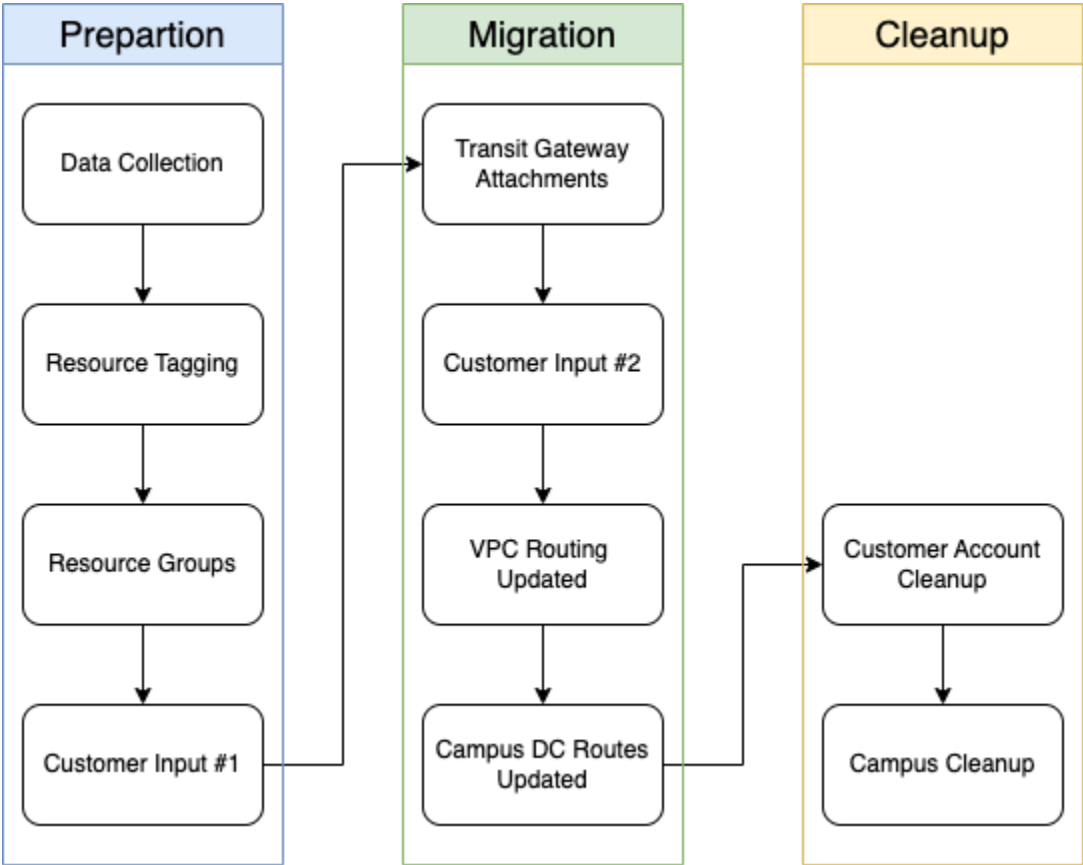 Prepartion
Data Collection
Resource Tagging
Resource Groups
Customer Input #1
Migration
Transit Gateway
Attachments
Customer Input #2
VPC Routing
Updated
Campus DC Routes
Updated
Cleanup
Customer Account
Cleanup
Campus Cleanup